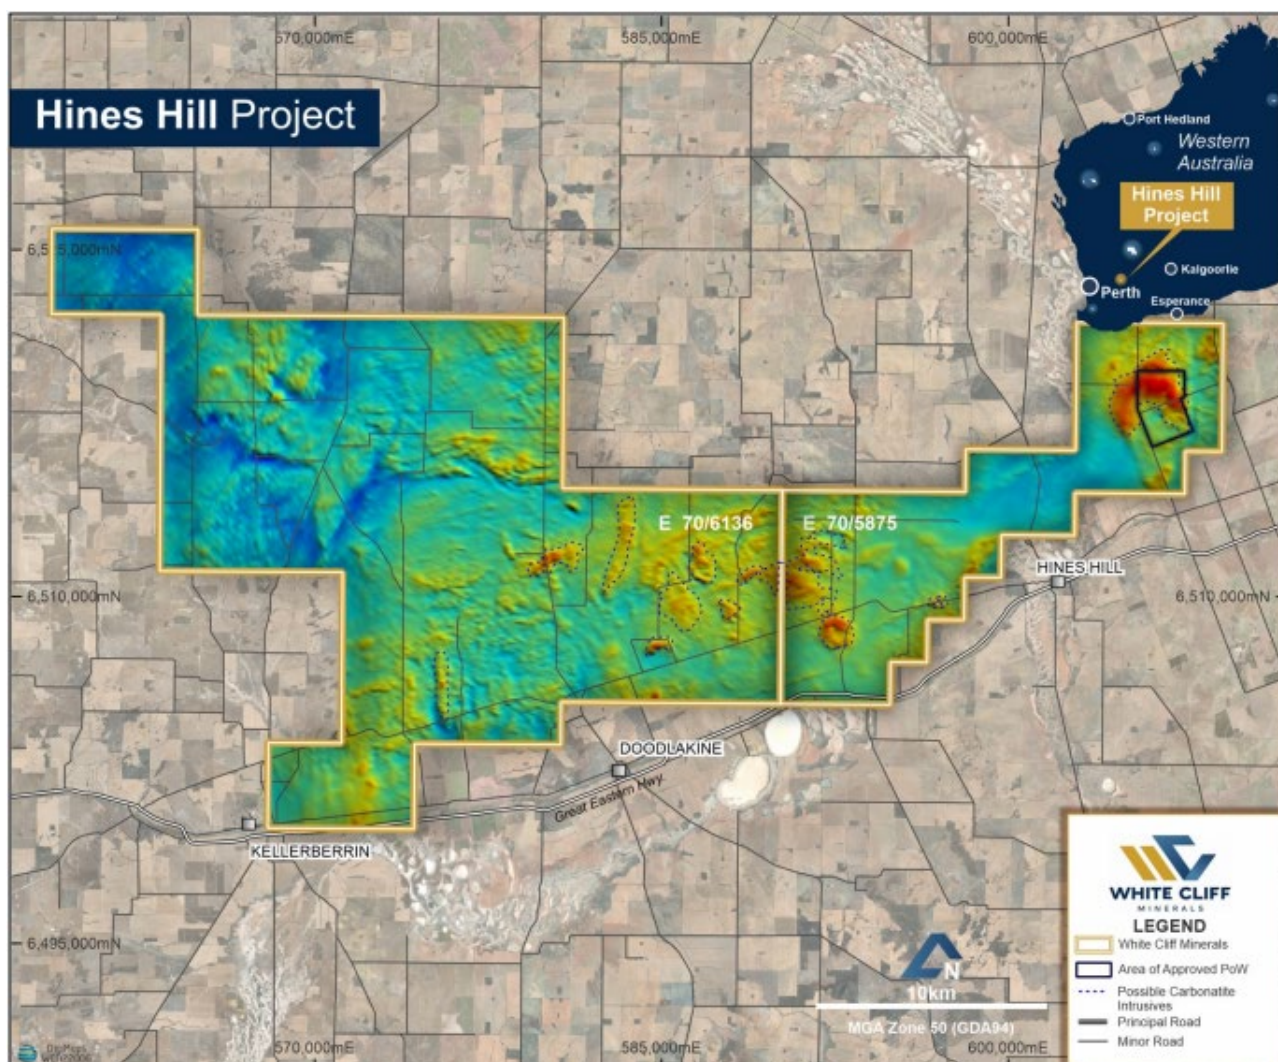 570,000mE
585,000mE
600,000mE
Hines Hill Project
Port Hedland
Western
Australia
Hines Hill
Project
Kalgoorlie
Perth
Esperance
6,525,000mN
E 70/6136
E 70/5875
HINES HILL
6,510,000mN
6,510,000mN
DOODLAKINE
Great Eastern Hwy
KELLERBERRIN
WHITE CLIFF
MINERALS
LEGEND
White Cliff Minerals
Area of Approved PoW
Possible Carbonatite
Intrusives
Principal Road
Minor Road
6,495,000mN
N
10km
MGA Zone 50 (GDA94)
570,000mE
600,000mE